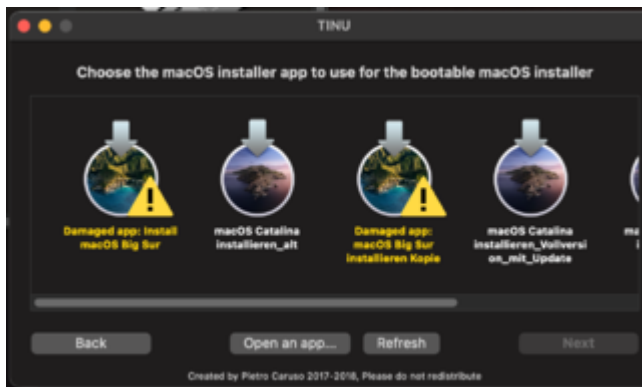 TINU
Choose the macOS installer app to use for the bootable macOS installer
Damaged app: Install
macOS Big Sur
macOS Catalina
installieren_alt
Damaged app:
macOS Big Sur
installieren Kopie
macOS Catalina
installieren_Vollversi
on_mit_Update
Back
Open an app...
Refresh
Next
Created by Pietro Caruso 2017-2018, Please do not redistribute